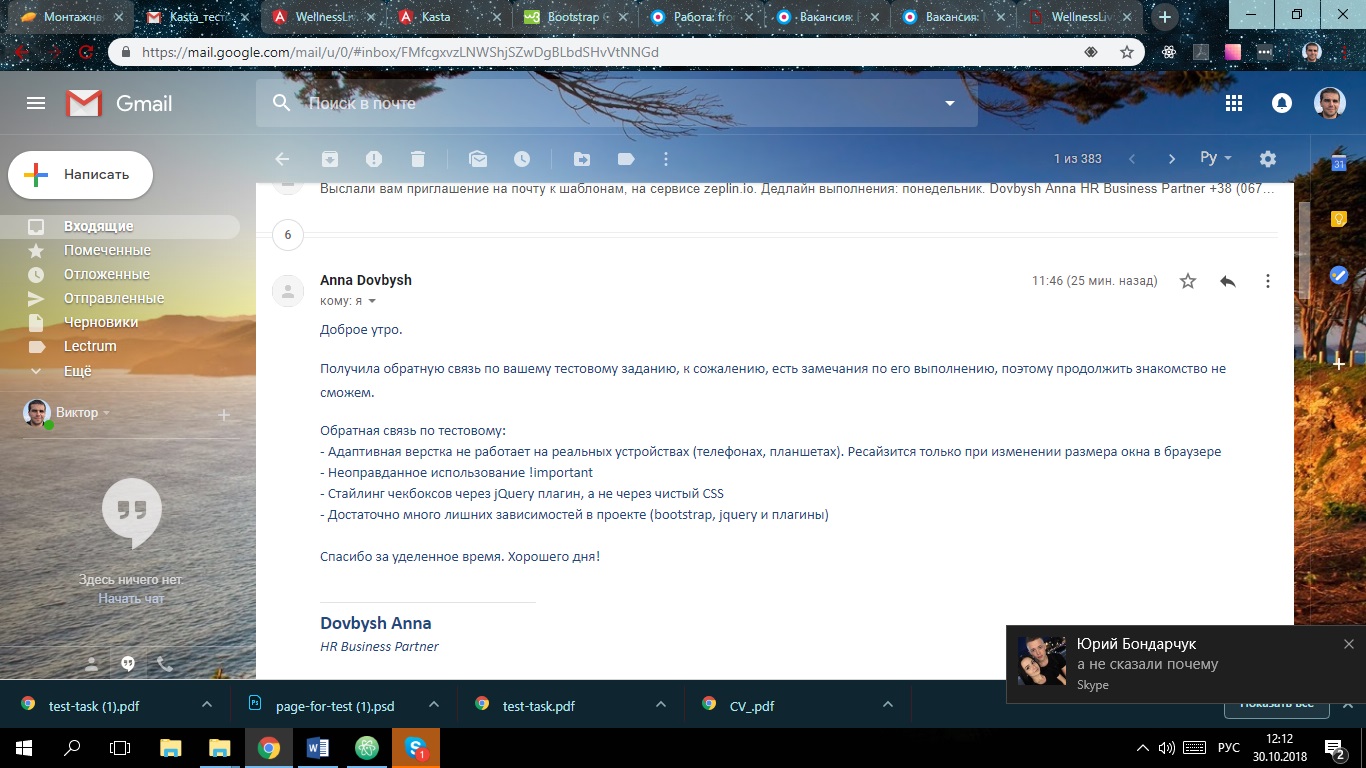 Монтажна
Kasta_тест
WellnessLiv
Kasta
Bootstrap
Работа: fron
Вакансия:
Вакансия:
WellnessLiv
https://mail.google.com/mail/u/0/#inbox/FMfcgxvzLNWShjSZwDgBLbdSHvVtNNGd
Gmail
Поиск в почте
Написать
1 из 383
Ру
31
Выслали вам приглашение на почту к шаблонам, на сервисе zeplin.io. Дедлайн выполнения: понедельник. Dovbysh Anna HR Business Partner +38 (067...
Входящие
Помеченные
Отложенные
Отправленные
Черновики
Lectrum
Ещё
Виктор
Здесь ничего нет.
Начать чат
6
Anna Dovbysh
11:46 (25 мин. назад)
кому: я
Доброе утро.
Получила обратную связь по вашему тестовому заданию, к сожалению, есть замечания по его выполнению, поэтому продолжить знакомство не
сможем.
Обратная связь по тестовому:
- Адаптивная верстка не работает на реальных устройствах (телефонах, планшетах). Ресайзится только при изменении размера окна в браузере
- Неоправданное использование !important
- Стайлинг чекбоксов через jQuery плагин, а не через чистый CSS
- Достаточно много лишних зависимостей в проекте (bootstrap, jquery и плагины)
Спасибо за уделенное время. Хорошего дня!
Dovbysh Anna
HR Business Partner
Юрий Бондарчук
а не сказали почему
Skype
test-task (1).pdf
page-for-test (1).psd
test-task.pdf
CV_.pdf
Показать все
1
РУС
12:12
30.10.2018
2